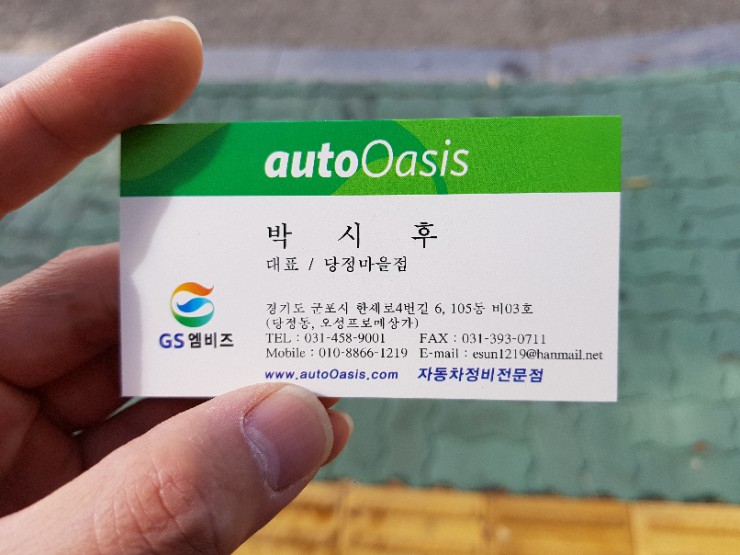 autoOasis
박 시 후
대표 / 당정마을점
경기도 군포시 한세로4번길 6, 105동 비03호
(당정동, 오성프로메상가)
TEL : 031-458-9001 FAX : 031-393-0711
Mobile : 010-8866-1219 E-mail : esun1219@hanmail.net
GS 엠비즈
www.autoOasis.com 자동차정비전문점